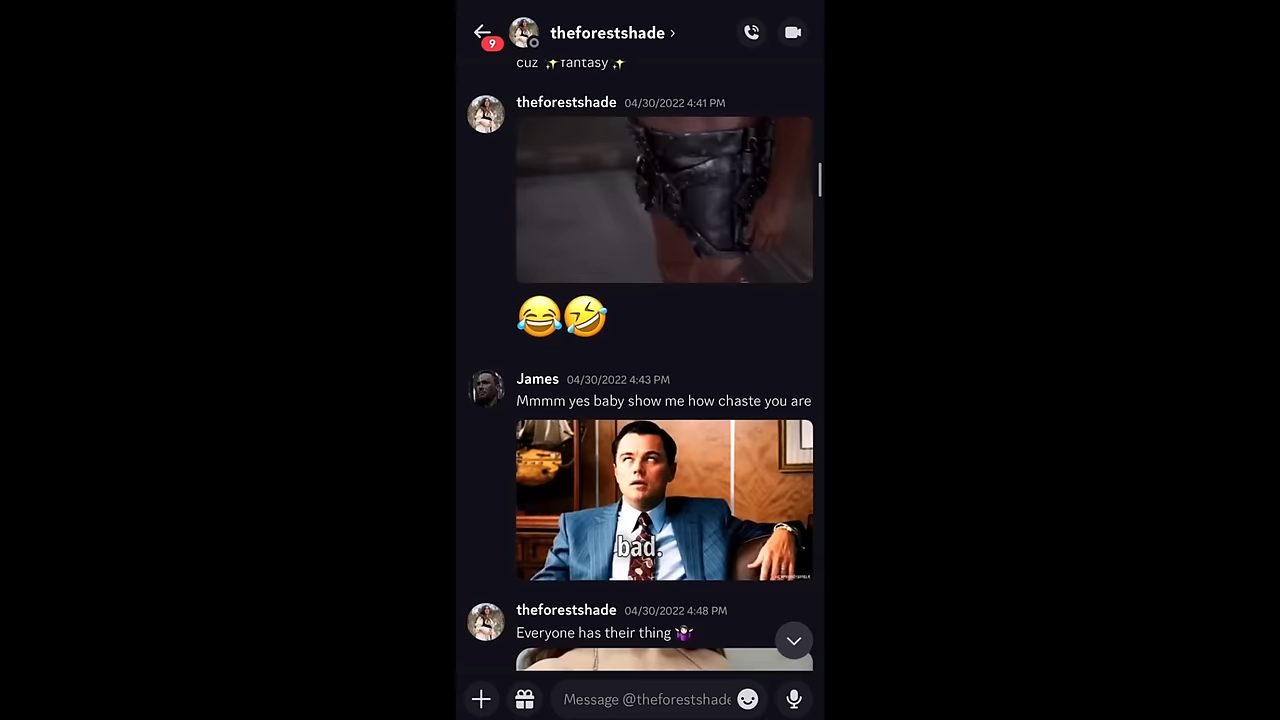 theforestshade ›
9
cuz ✨fantasy✨
theforestshade 04/30/2022 4:41 PM
😂🤣
James 04/30/2022 4:43 PM
Mmmm yes baby show me how chaste you are
bad.
theforestshade 04/30/2022 4:48 PM
Everyone has their thing 🤷🏻‍♀️
Message @theforestshade